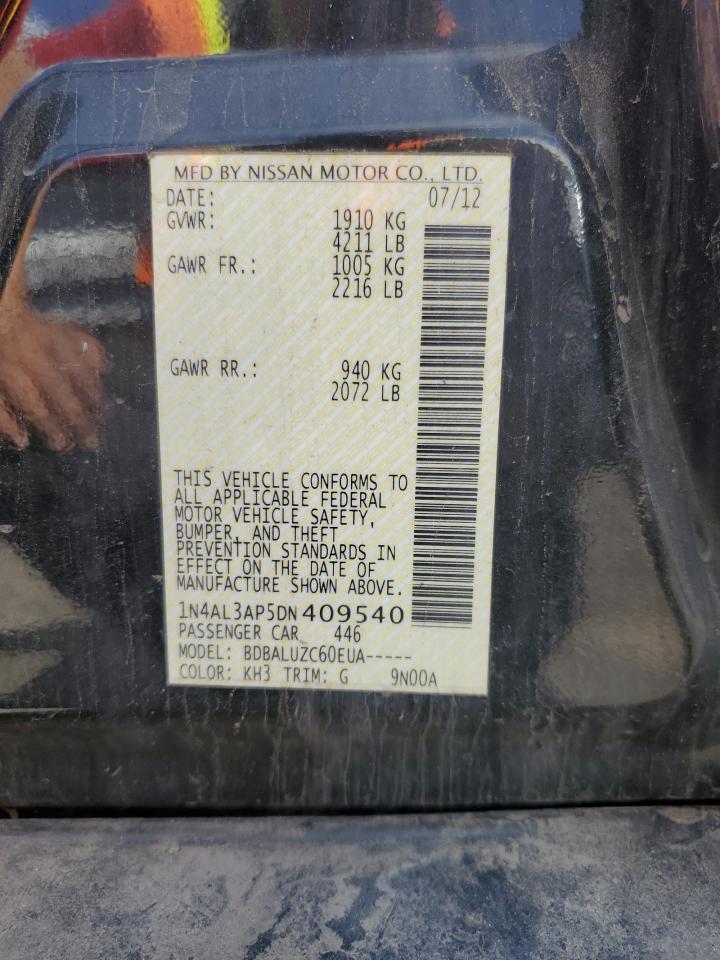 MFD BY NISSAN MOTOR CO., LTD.
DATE: 07/12
GVWR: 1910 KG
4211 LB
GAWR FR.: 1005 KG
2216 LB
GAWR RR.: 940 KG
2072 LB
THIS VEHICLE CONFORMS TO
ALL APPLICABLE FEDERAL
MOTOR VEHICLE SAFETY,
BUMPER, AND THEFT
PREVENTION STANDARDS IN
EFFECT ON THE DATE OF
MANUFACTURE SHOWN ABOVE.
1N4AL3AP5DN409540
PASSENGER CAR 446
MODEL: BDBALUZC60EUA-----
COLOR: KH3 TRIM: G 9N00A